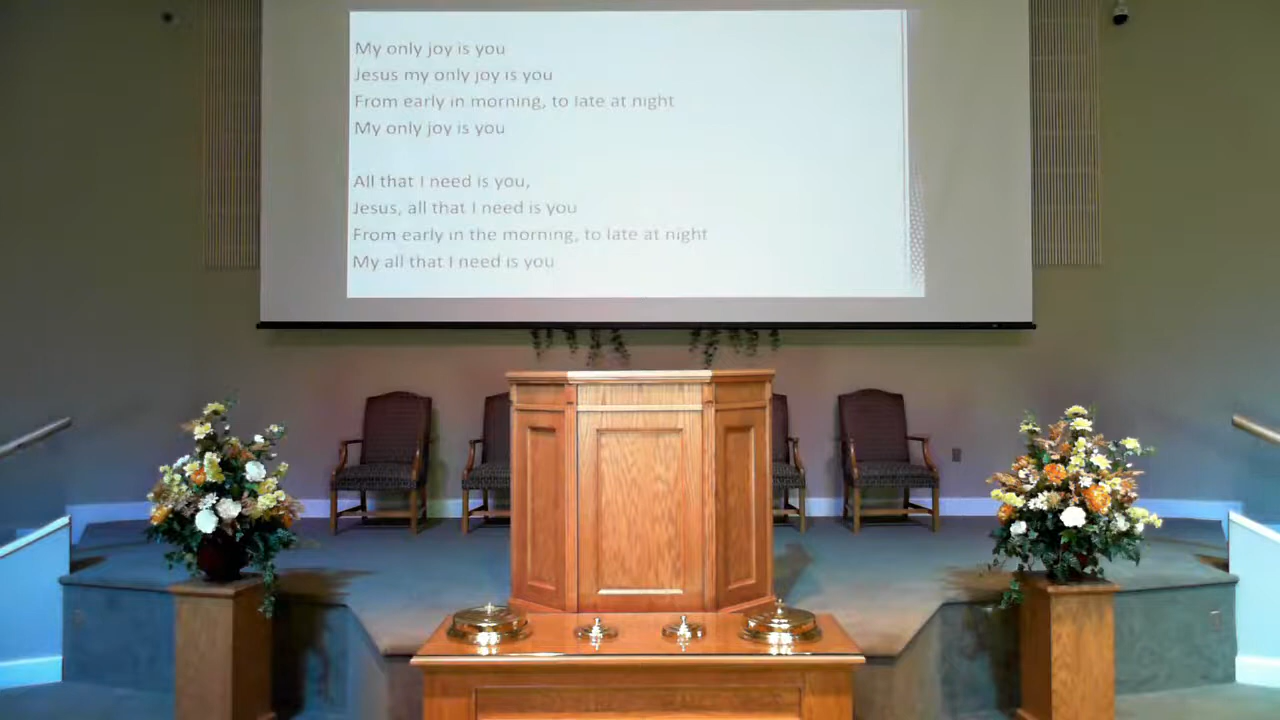 My only joy is you
Jesus my only joy is you
From early in morning, to late at night
My only joy is you
All that I need is you,
Jesus, all that I need is you
From early in the morning, to late at night
My all that I need is you